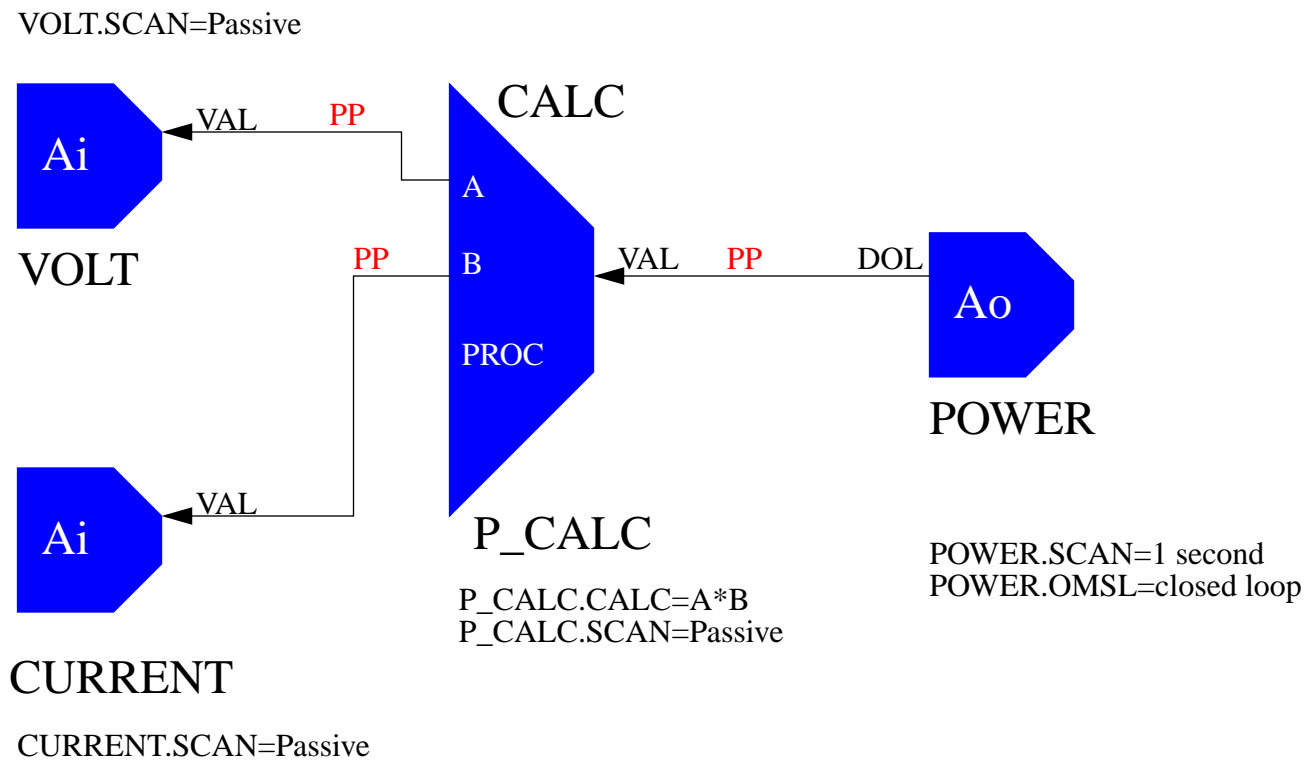 VOLT.SCAN=Passive
CALC
VAL PP
Ai
A
VOLT
PP
B
VAL PP DOL
Ao
PROC
POWER
VAL
Ai
P_CALC
POWER.SCAN=1 second
POWER.OMSL=closed loop
P_CALC.CALC=A*B
P_CALC.SCAN=Passive
CURRENT
CURRENT.SCAN=Passive